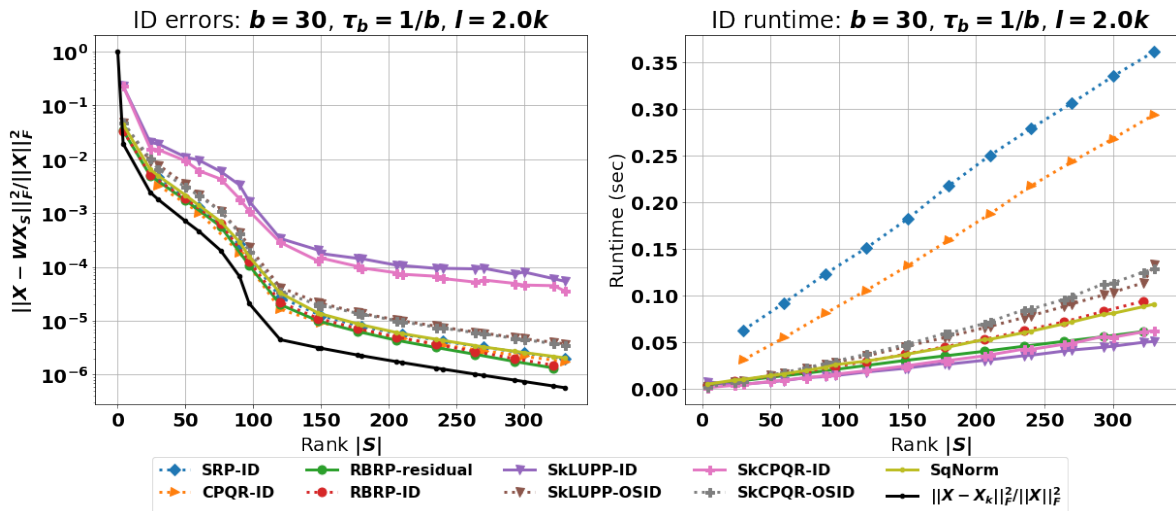 ID errors: b = 30, τ_b = 1/b, l = 2.0k
||X − WX_S||²_F/||X||²_F
10⁰
10⁻¹
10⁻²
10⁻³
10⁻⁴
10⁻⁵
10⁻⁶
0 50 100 150 200 250 300
Rank |S|
ID runtime: b = 30, τ_b = 1/b, l = 2.0k
Runtime (sec)
0.35
0.30
0.25
0.20
0.15
0.10
0.05
0.00
0 50 100 150 200 250 300
Rank |S|
SRP-ID RBRP-residual SkLUPP-ID SkCPQR-ID SqNorm
CPQR-ID RBRP-ID SkLUPP-OSID SkCPQR-OSID ||X − X_k||²_F/||X||²_F